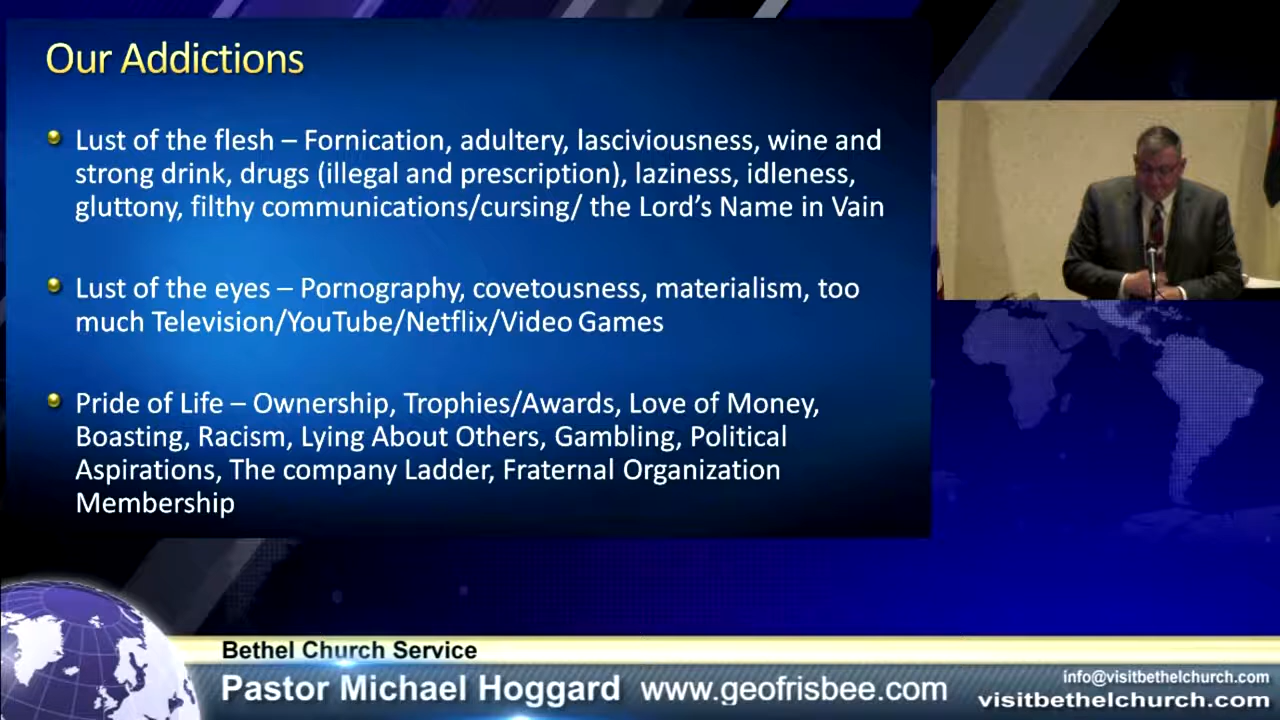 Our Addictions
Lust of the flesh – Fornication, adultery, lasciviousness, wine and
strong drink, drugs (illegal and prescription), laziness, idleness,
gluttony, filthy communications/cursing/ the Lord’s Name in Vain
Lust of the eyes – Pornography, covetousness, materialism, too
much Television/YouTube/Netflix/Video Games
Pride of Life – Ownership, Trophies/Awards, Love of Money,
Boasting, Racism, Lying About Others, Gambling, Political
Aspirations, The company Ladder, Fraternal Organization
Membership
Bethel Church Service
Pastor Michael Hoggard www.geofrisbee.com
info@visitbethelchurch.com
visitbethelchurch.com